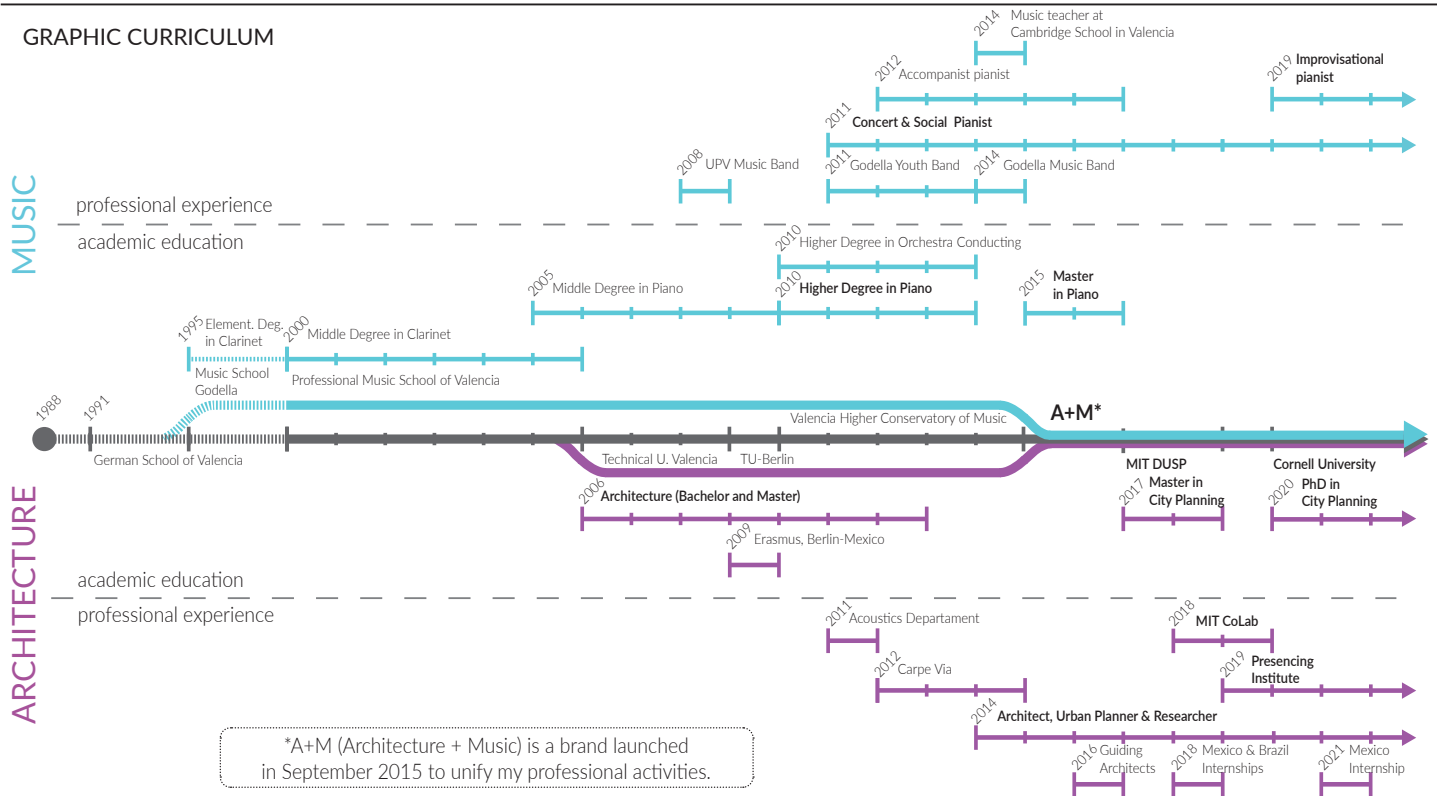 GRAPHIC CURRICULUM
2014
Music teacher at
Cambridge School in Valencia
2012
Accompanist pianist
2019
Improvisational
pianist
2011
Concert & Social Pianist
2008
UPV Music Band
2011
Godella Youth Band
2014
Godella Music Band
MUSIC
professional experience
academic education
2010
Higher Degree in Orchestra Conducting
2005
Middle Degree in Piano
2010
Higher Degree in Piano
2015
Master
in Piano
1995
Element. Deg.
in Clarinet
2000
Middle Degree in Clarinet
Music School
Godella
Professional Music School of Valencia
1988
1991
Valencia Higher Conservatory of Music
A+M*
German School of Valencia
Technical U. Valencia
TU-Berlin
MIT DUSP
Master in
City Planning
2017
Cornell University
PhD in
City Planning
2020
2006
Architecture (Bachelor and Master)
2009
Erasmus, Berlin-Mexico
ARCHITECTURE
academic education
professional experience
2011
Acoustics Departament
2018
MIT CoLab
2012
Carpe Via
2019
Presencing
Institute
2014
Architect, Urban Planner & Researcher
2016
Guiding
Architects
2018
Mexico & Brazil
Internships
2021
Mexico
Internship
*A+M (Architecture + Music) is a brand launched
in September 2015 to unify my professional activities.